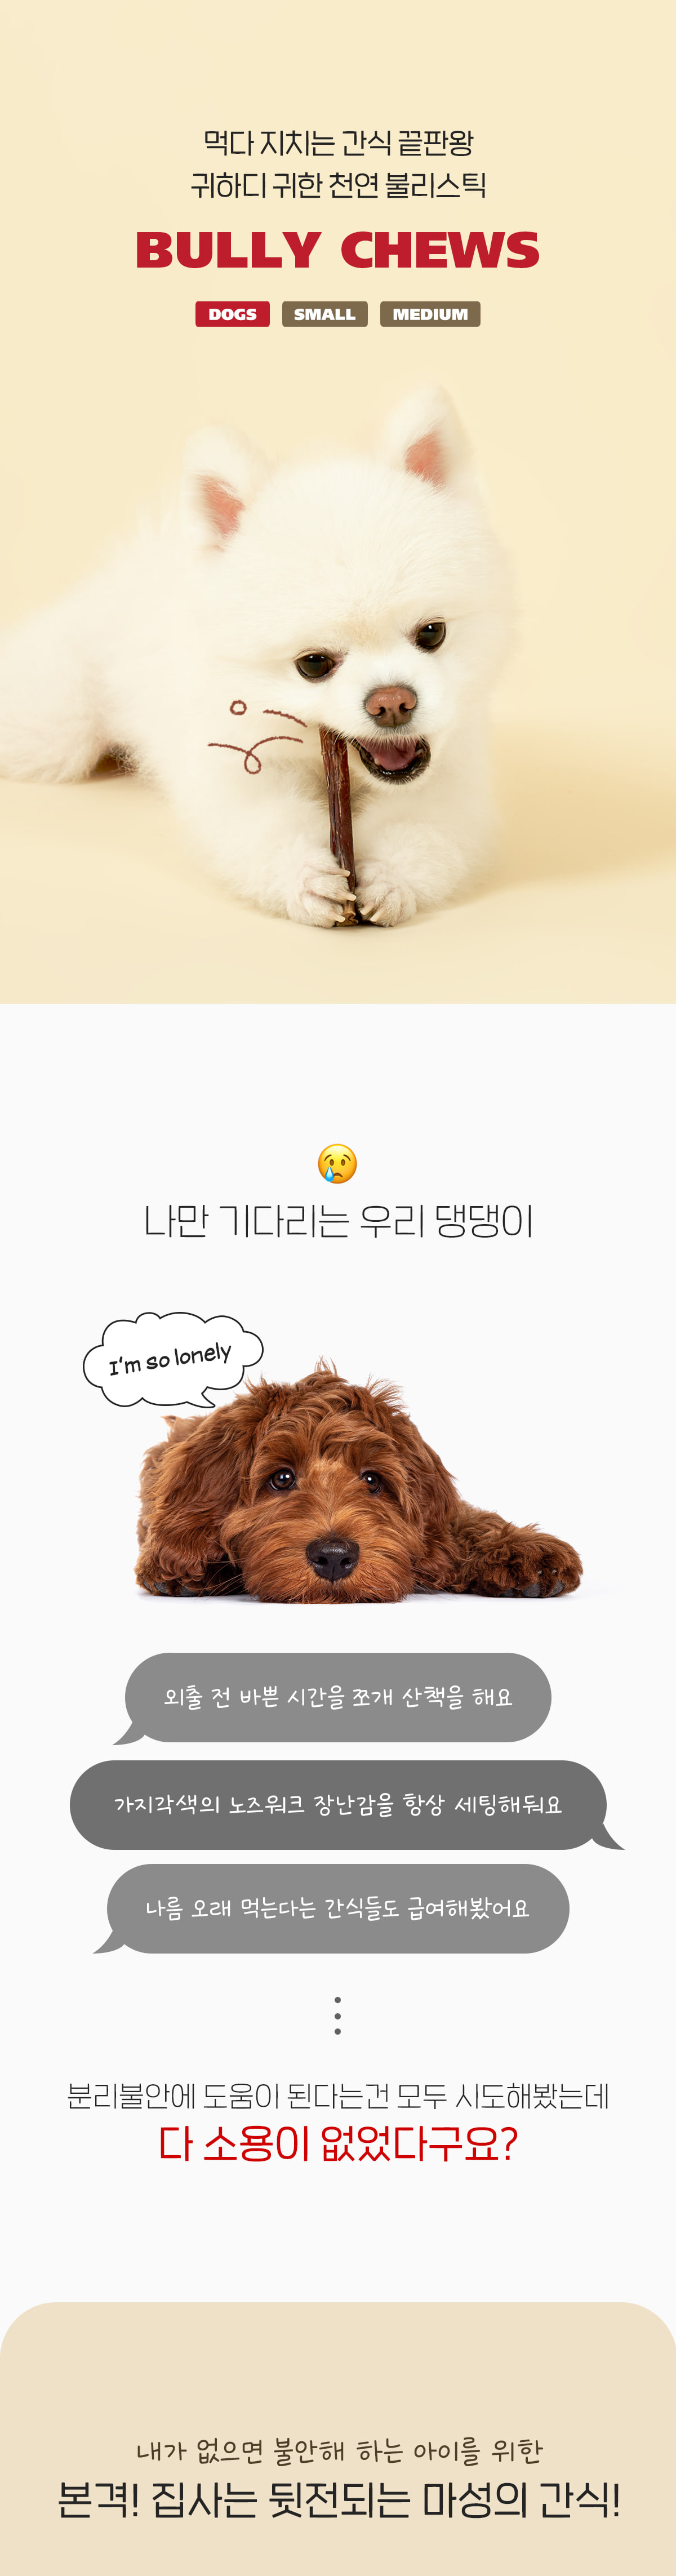 먹다 지치는 간식 끝판왕
귀하디 귀한 천연 불리스틱
BULLY CHEWS
DOGS SMALL MEDIUM
나만 기다리는 우리 댕댕이
I'm so lonely
외출 전 바쁜 시간을 쪼개 산책을 해요
가지각색의 노즈워크 장난감을 항상 세팅해둬요
나름 오래 먹는다는 간식들도 급여해봤어요
분리불안에 도움이 된다는건 모두 시도해봤는데
다 소용이 없었다구요?
내가 없으면 불안해 하는 아이를 위한
본격! 집사는 뒷전되는 마성의 간식!